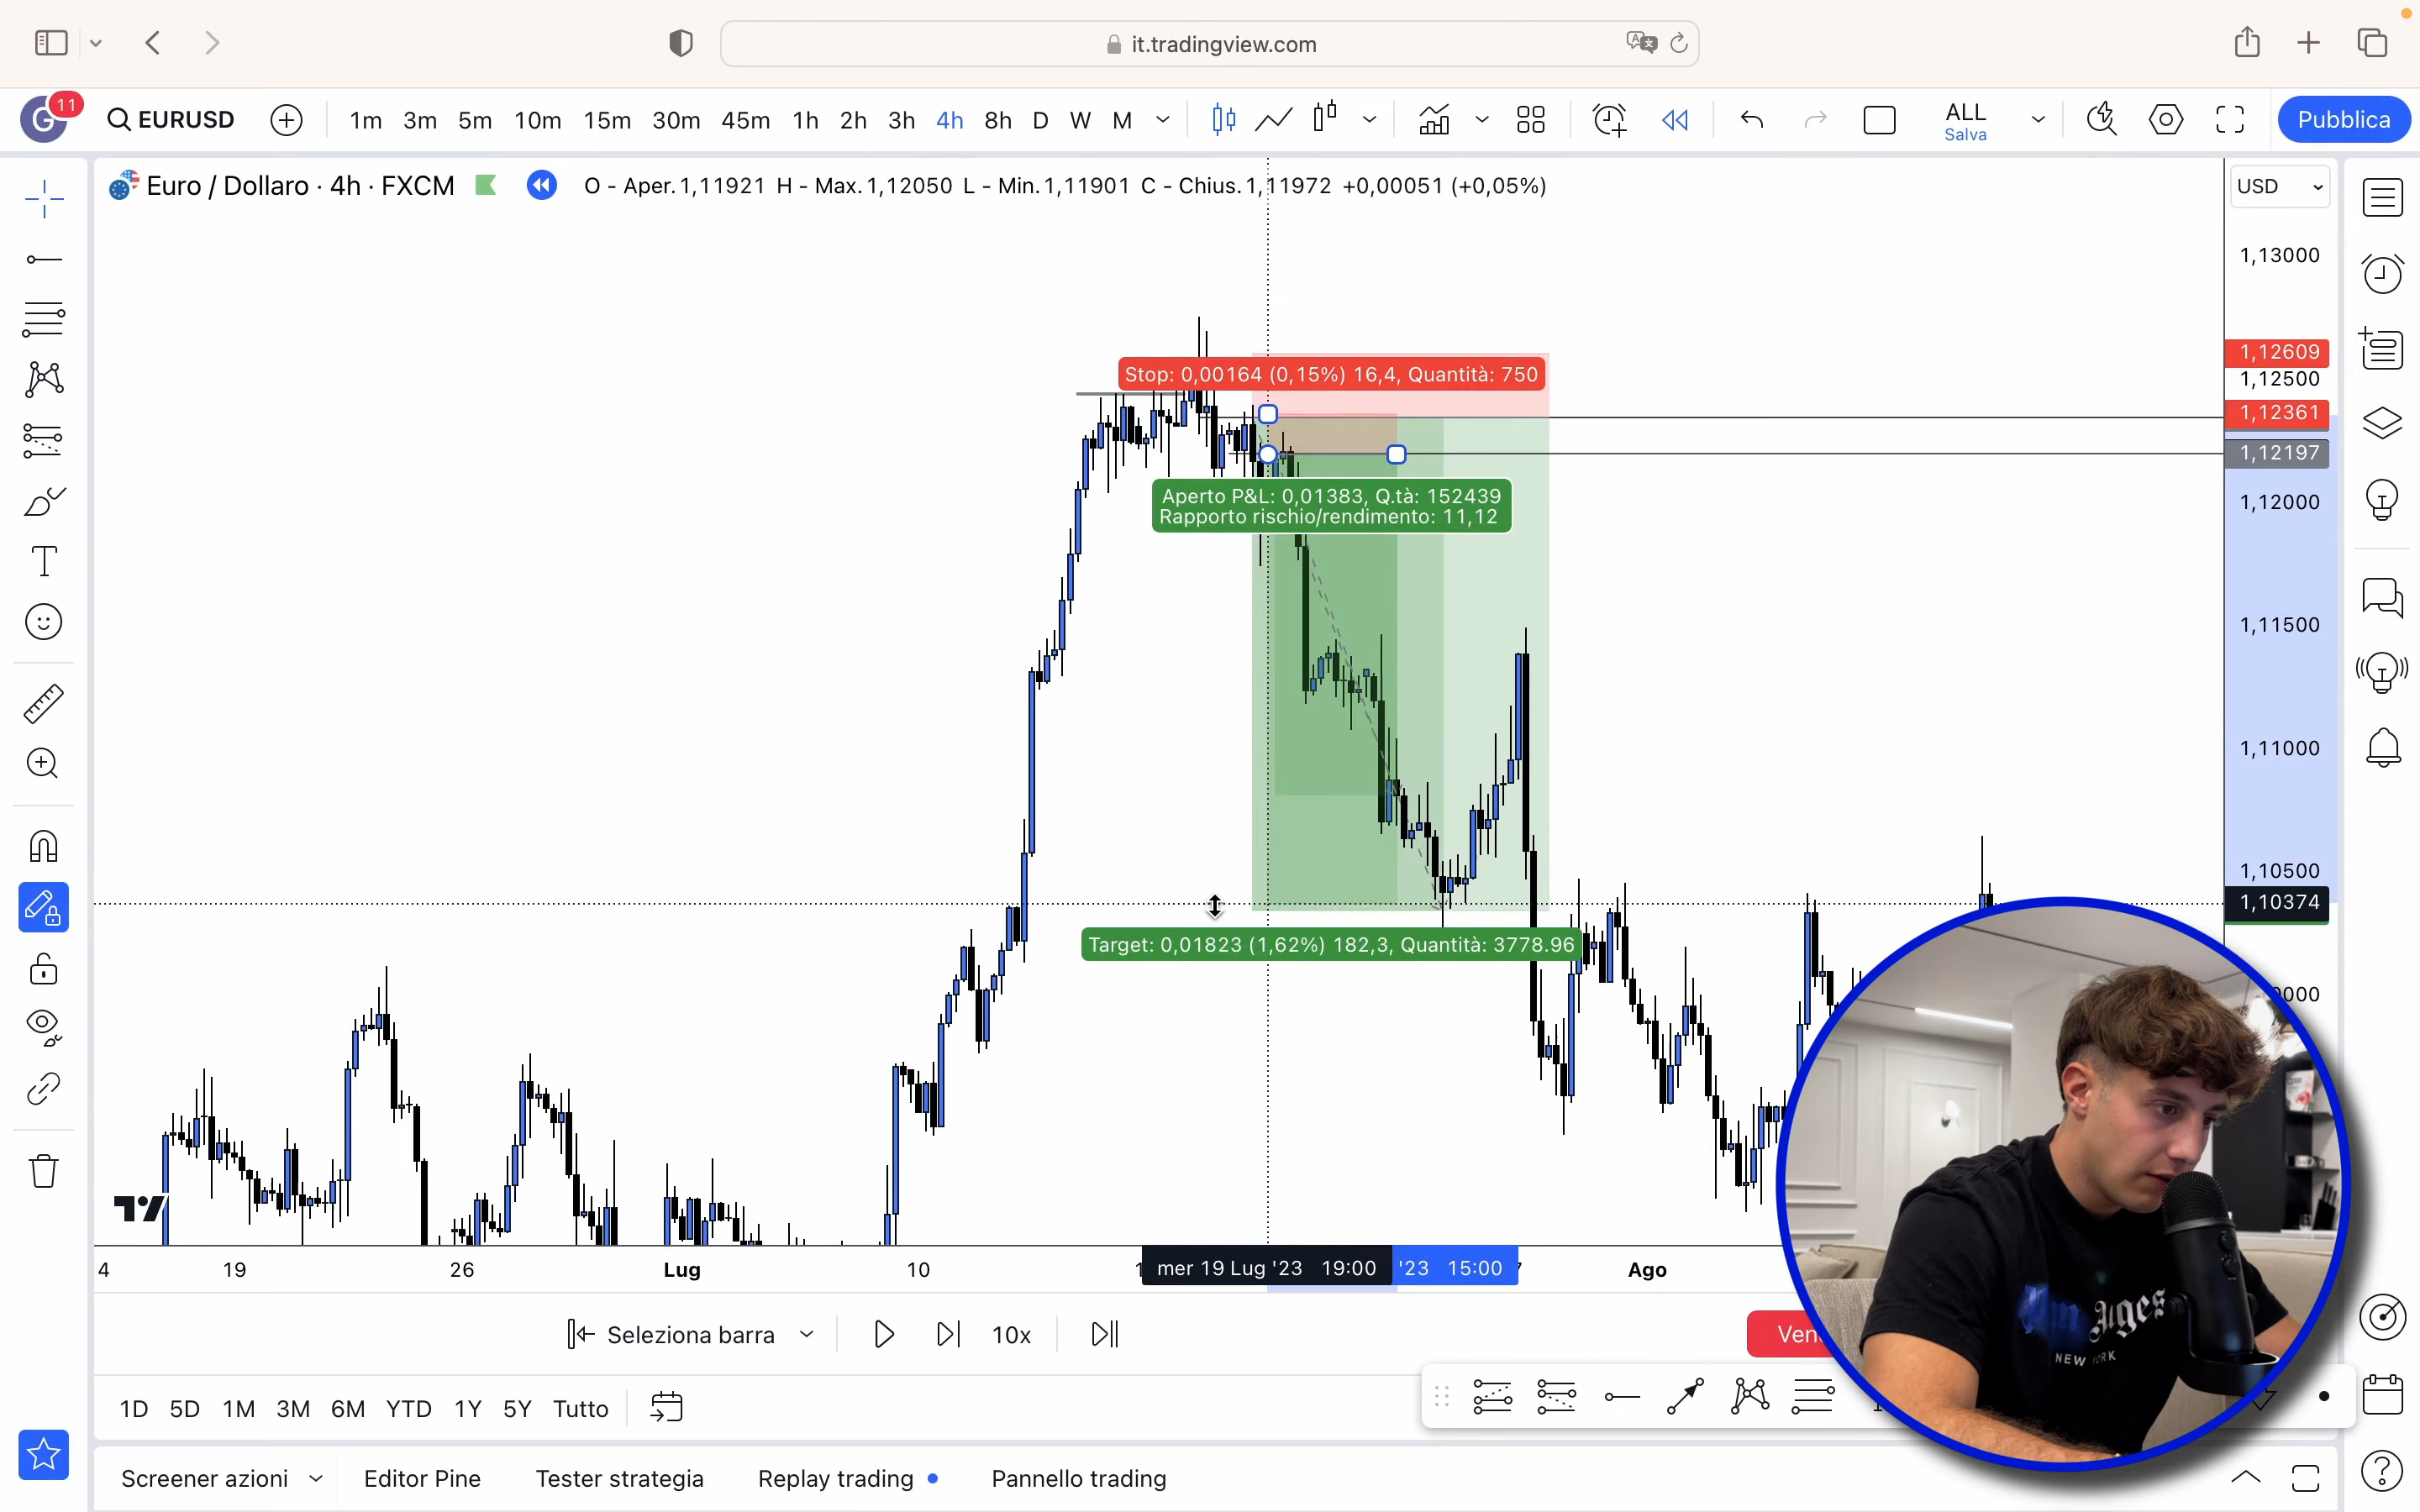 it.tradingview.com
G 11 EURUSD 1m 3m 5m 10m 15m 30m 45m 1h 2h 3h 4h 8h D W M ALL Salva Pubblica
Euro / Dollaro · 4h · FXCM O - Aper. 1,11921 H - Max. 1,12050 L - Min. 1,11901 C - Chius. 1,11972 +0,00051 (+0,05%) USD
1,13000
1,12609
Stop: 0,00164 (0,15%) 16,4, Quantità: 750
1,12500
1,12361
1,12197
Aperto P&L: 0,01383, Q.tà: 152439
Rapporto rischio/rendimento: 11,12
1,12000
1,11500
1,11000
1,10500
1,10374
Target: 0,01823 (1,62%) 182,3, Quantità: 3778.96
4 19 26 Lug 10 mer 19 Lug '23 19:00 '23 15:00 Ago
NEW YORK
Seleziona barra 10x
1D 5D 1M 3M 6M YTD 1Y 5Y Tutto
Screener azioni Editor Pine Tester strategia Replay trading Pannello trading